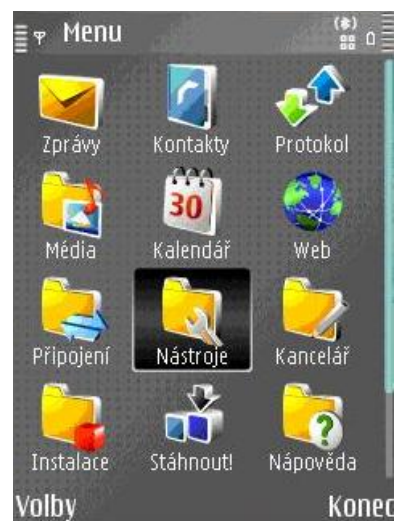 Menu
Zprávy Kontakty Protokol
30
Média Kalendář Web
Připojení Nástroje Kancelář
?
Instalace Stáhnout! Nápověda
Volby Konec